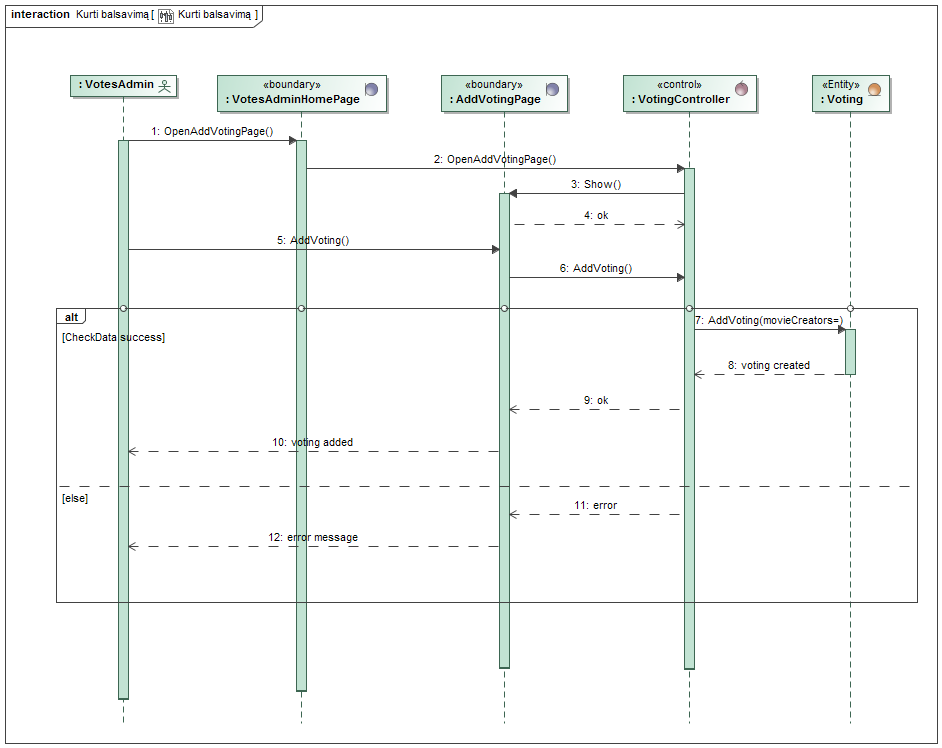 interaction Kurti balsavimą [ Kurti balsavimą ]
: VotesAdmin
«boundary»
: VotesAdminHomePage
«boundary»
: AddVotingPage
«control»
: VotingController
«Entity»
: Voting
1: OpenAddVotingPage()
2: OpenAddVotingPage()
3: Show()
4: ok
5: AddVoting()
6: AddVoting()
alt
[CheckData success]
7: AddVoting(movieCreators=)
8: voting created
9: ok
10: voting added
[else]
11: error
12: error message